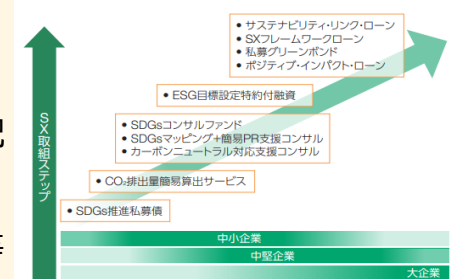 • サステナビリティ・リンク・ローン
• SXフレームワークローン
• 私募グリーンボンド
• ポジティブ・インパクト・ローン
• ESG目標設定特約付融資
• SDGsコンサルファンド
• SDGsマッピング+簡易PR支援コンサル
• カーボンニュートラル対応支援コンサル
• CO₂排出量簡易算出サービス
• SDGs推進私募債
SX取組ステップ
中小企業
中堅企業
大企業